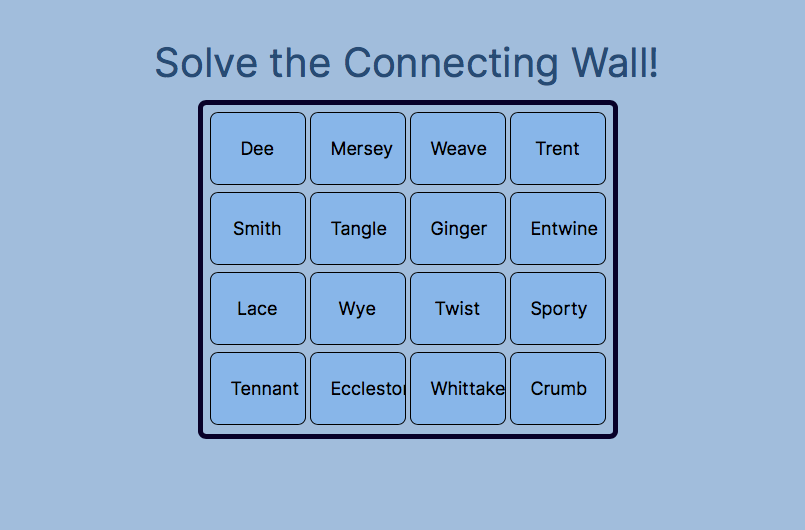 Solve the Connecting Wall!
Dee Mersey Weave Trent
Smith Tangle Ginger Entwine
Lace Wye Twist Sporty
Tennant Ecclesto Whittake Crumb